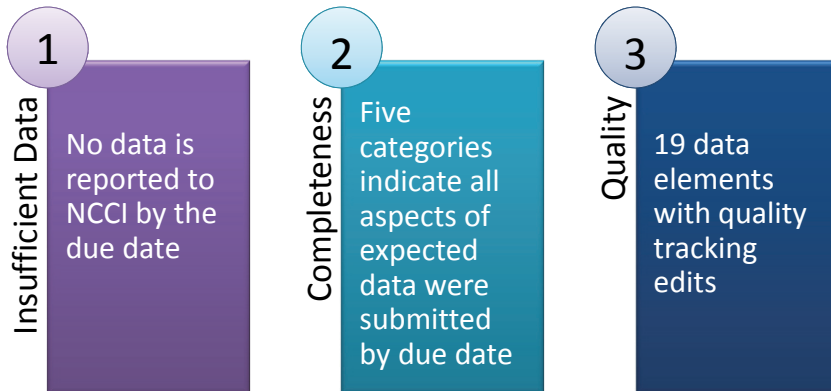 1
Insufficient Data
No data is
reported to
NCCI by the
due date
2
Completeness
Five
categories
indicate all
aspects of
expected
data were
submitted
by due date
3
Quality
19 data
elements
with quality
tracking
edits